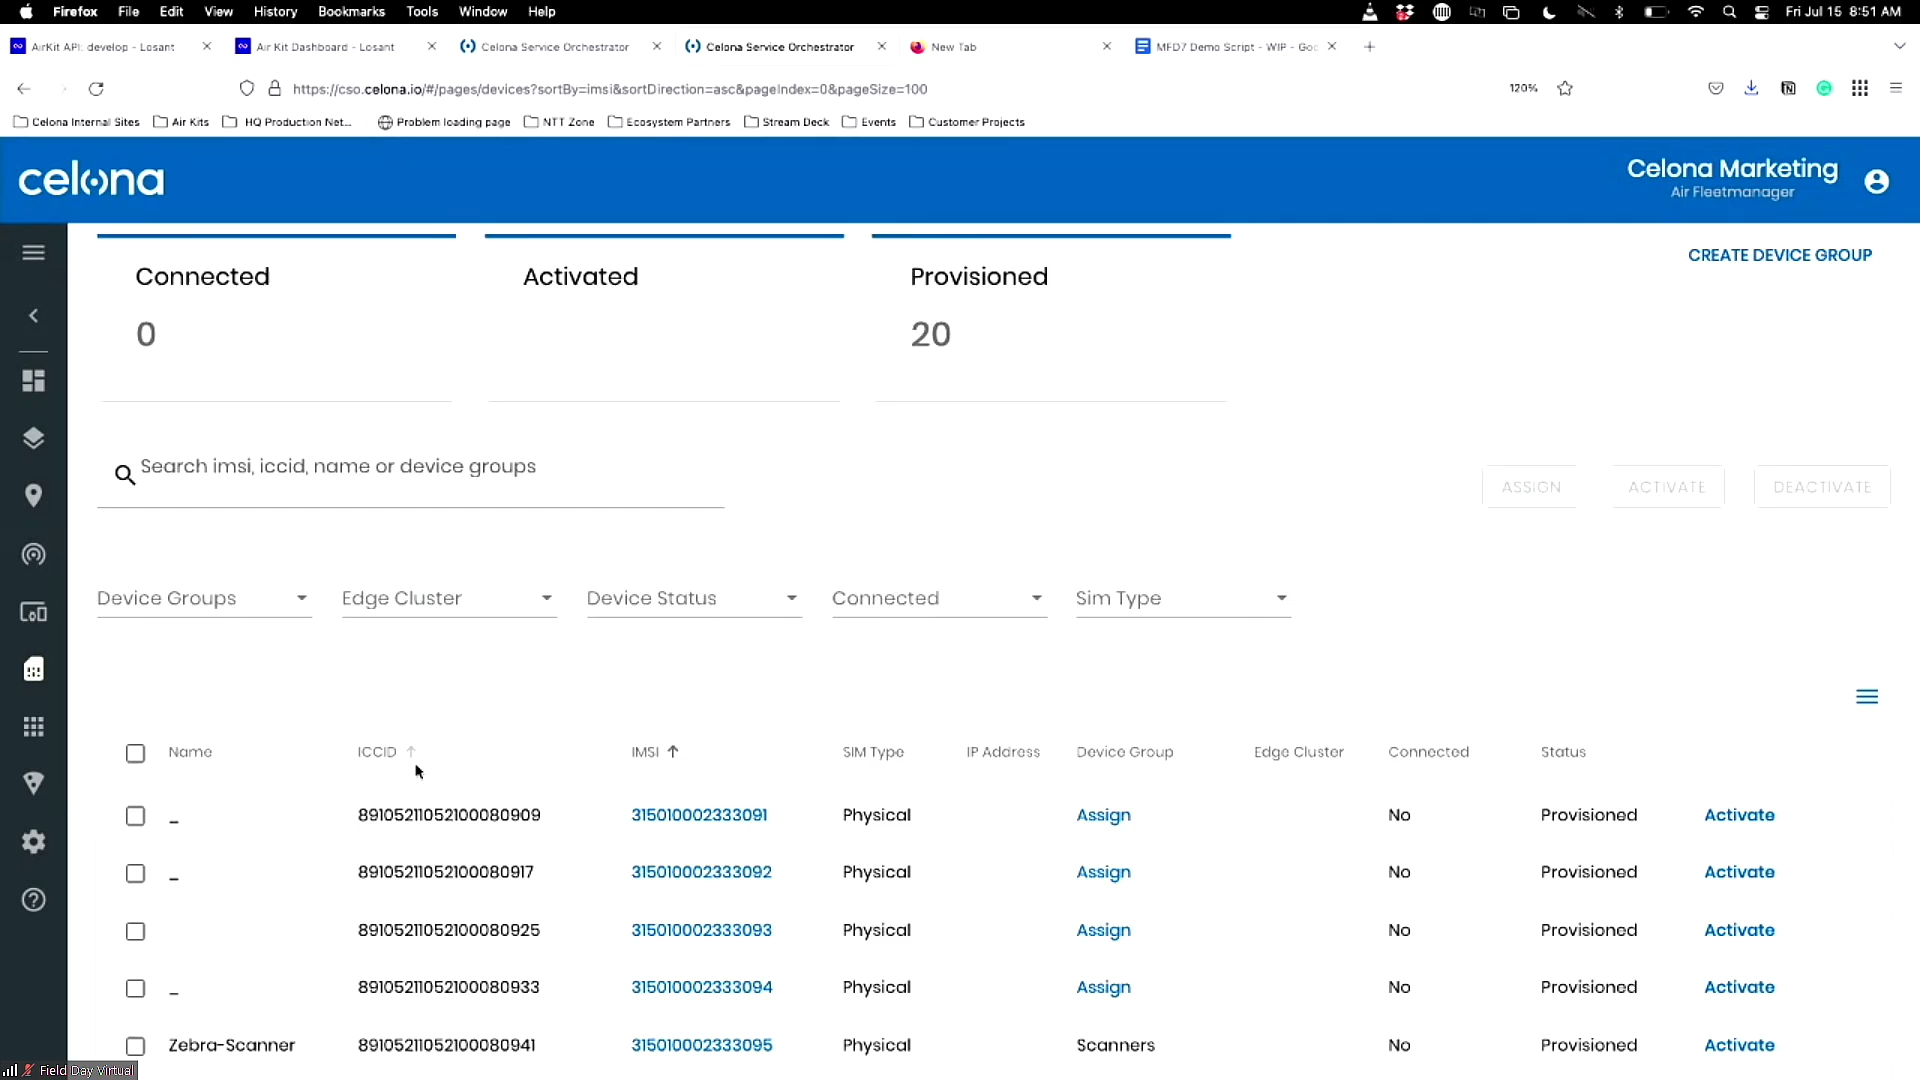 Firefox File Edit View History Bookmarks Tools Window Help Fri Jul 15 8:51 AM
AirKit API: develop - Losant Air Kit Dashboard - Losant Celona Service Orchestrator Celona Service Orchestrator New Tab MFD7 Demo Script - WIP - Goo
https://cso.celona.io/#/pages/devices?sortBy=imsi&sortDirection=asc&pageIndex=0&pageSize=100 120%
Celona Internal Sites Air Kits HQ Production Net... Problem loading page NTT Zone Ecosystem Partners Stream Deck Events Customer Projects
celona
Celona Marketing
Air Fleetmanager
CREATE DEVICE GROUP
Connected Activated Provisioned
0 20
Search imsi, iccid, name or device groups
ASSIGN ACTIVATE DEACTIVATE
Device Groups Edge Cluster Device Status Connected Sim Type
Name ICCID IMSI SIM Type IP Address Device Group Edge Cluster Connected Status
_ 89105211052100080909 315010002333091 Physical Assign No Provisioned Activate
_ 89105211052100080917 315010002333092 Physical Assign No Provisioned Activate
89105211052100080925 315010002333093 Physical Assign No Provisioned Activate
_ 89105211052100080933 315010002333094 Physical Assign No Provisioned Activate
Zebra-Scanner 89105211052100080941 315010002333095 Physical Scanners No Provisioned Activate
Field Day Virtual